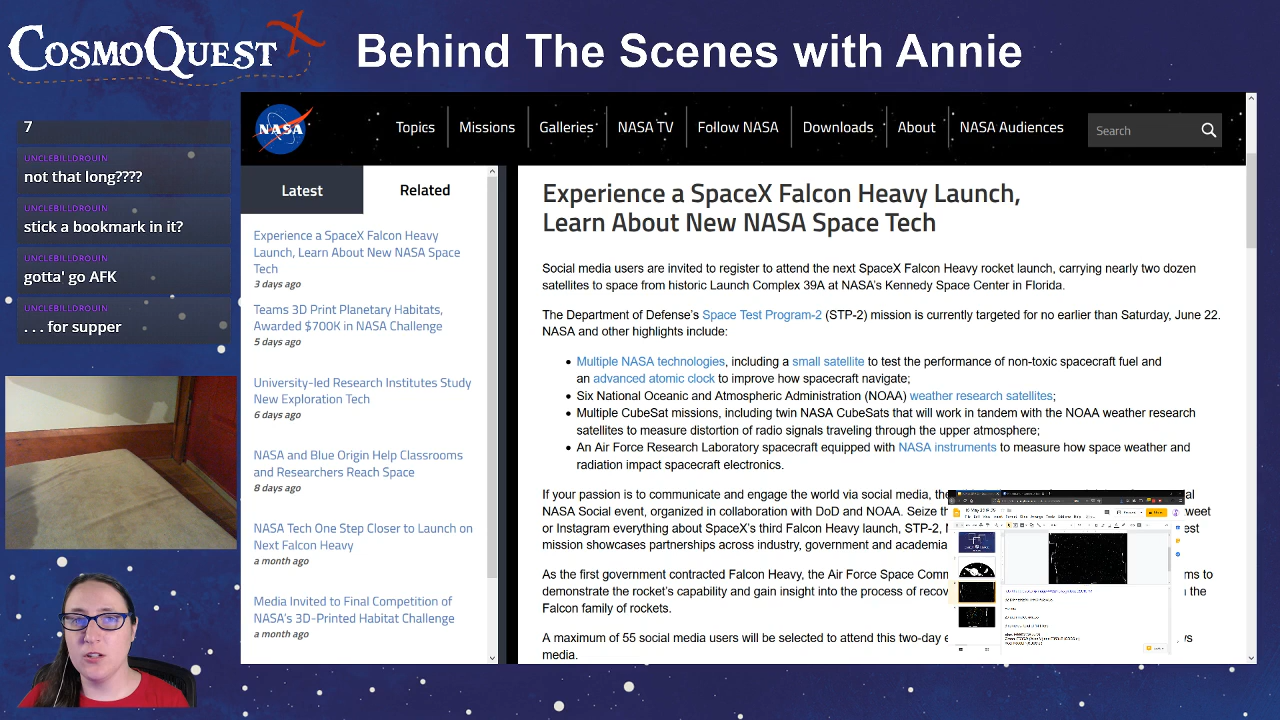 CosmoQuest X
Behind The Scenes with Annie
7
UNCLEBILLDROUIN
not that long????
UNCLEBILLDROUIN
stick a bookmark in it?
UNCLEBILLDROUIN
gotta' go AFK
UNCLEBILLDROUIN
. . . for supper
NASA
Topics
Missions
Galleries
NASA TV
Follow NASA
Downloads
About
NASA Audiences
Search
Latest
Related
Experience a SpaceX Falcon Heavy
Launch, Learn About New NASA Space
Tech
3 days ago
Teams 3D Print Planetary Habitats,
Awarded $700K in NASA Challenge
5 days ago
University-led Research Institutes Study
New Exploration Tech
6 days ago
NASA and Blue Origin Help Classrooms
and Researchers Reach Space
8 days ago
NASA Tech One Step Closer to Launch on
Next Falcon Heavy
a month ago
Media Invited to Final Competition of
NASA's 3D-Printed Habitat Challenge
a month ago
Experience a SpaceX Falcon Heavy Launch,
Learn About New NASA Space Tech
Social media users are invited to register to attend the next SpaceX Falcon Heavy rocket launch, carrying nearly two dozen
satellites to space from historic Launch Complex 39A at NASA's Kennedy Space Center in Florida.
The Department of Defense's Space Test Program-2 (STP-2) mission is currently targeted for no earlier than Saturday, June 22.
NASA and other highlights include:
Multiple NASA technologies, including a small satellite to test the performance of non-toxic spacecraft fuel and
an advanced atomic clock to improve how spacecraft navigate;
Six National Oceanic and Atmospheric Administration (NOAA) weather research satellites;
Multiple CubeSat missions, including twin NASA CubeSats that will work in tandem with the NOAA weather research
satellites to measure distortion of radio signals traveling through the upper atmosphere;
An Air Force Research Laboratory spacecraft equipped with NASA instruments to measure how space weather and
radiation impact spacecraft electronics.
If your passion is to communicate and engage the world via social media, the
NASA Social event, organized in collaboration with DoD and NOAA. Seize th weet
or Instagram everything about SpaceX's third Falcon Heavy launch, STP-2, est
mission showcases partnerships across industry, government and academia
As the first government contracted Falcon Heavy, the Air Force Space Com ms to
demonstrate the rocket's capability and gain insight into the process of recov the
Falcon family of rockets.
A maximum of 55 social media users will be selected to attend this two-day e
media.